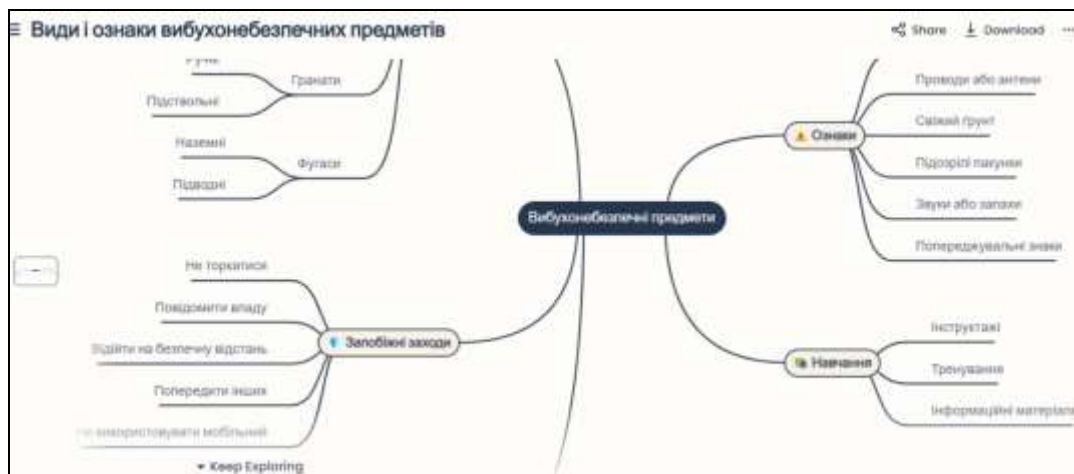 Види і ознаки вибухонебезпечних предметів
Share
Download
Гранати
Підствольні
Наземні
Фугаси
Підводні
Вибухонебезпечні предмети
Проводи або антени
⚠ Ознаки
Свіжий ґрунт
Підозрілі пакунки
Звуки або запахи
Попереджувальні знаки
Не торкатися
Повідомити владу
Запобіжні заходи
Відійти на безпечну відстань
Попередити інших
використовувати мобільний
Інструктажі
Навчання
Тренування
Інформаційні матеріали
Keep Exploring